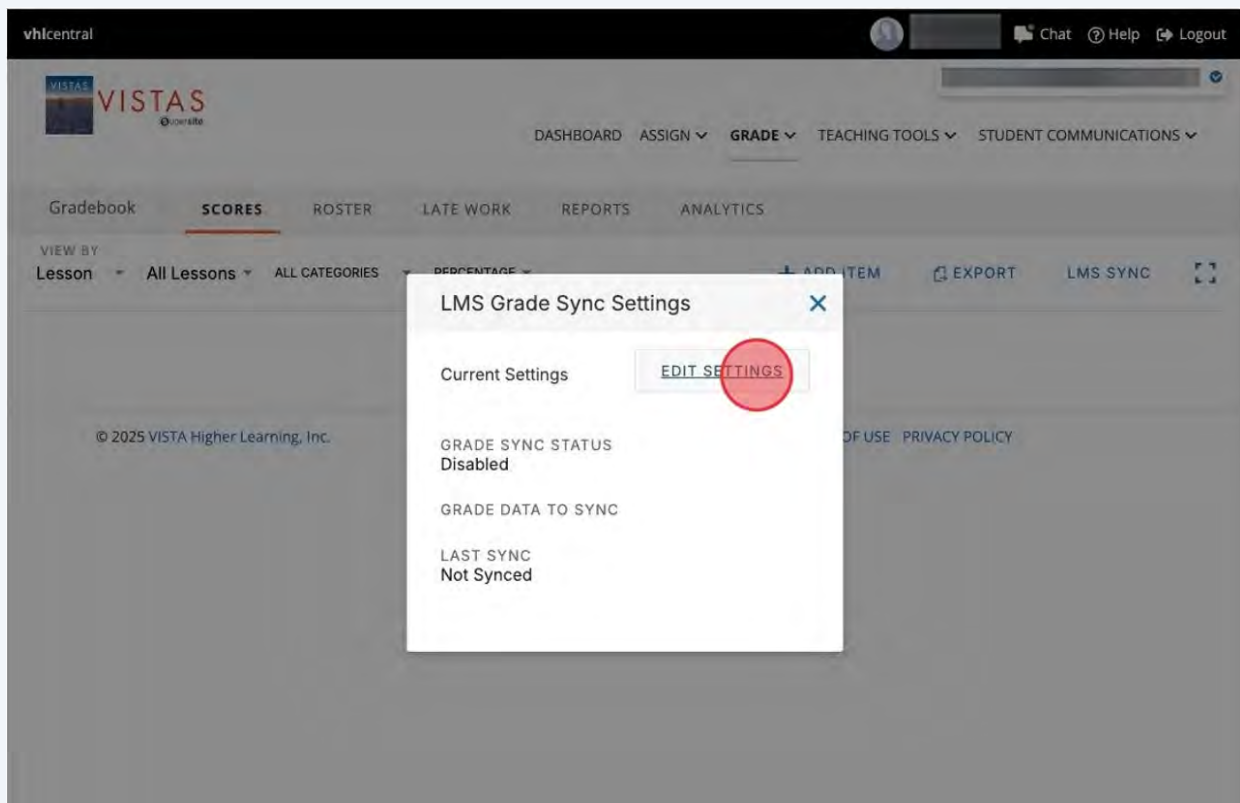 vhlcentral
Chat Help Logout
VISTAS
VISTAS
Supersite
DASHBOARD ASSIGN GRADE TEACHING TOOLS STUDENT COMMUNICATIONS
Gradebook SCORES ROSTER LATE WORK REPORTS ANALYTICS
VIEW BY
Lesson All Lessons ALL CATEGORIES PERCENTAGE + ADD ITEM EXPORT LMS SYNC
LMS Grade Sync Settings
Current Settings EDIT SETTINGS
GRADE SYNC STATUS
Disabled
GRADE DATA TO SYNC
LAST SYNC
Not Synced
© 2025 VISTA Higher Learning, Inc. OF USE PRIVACY POLICY